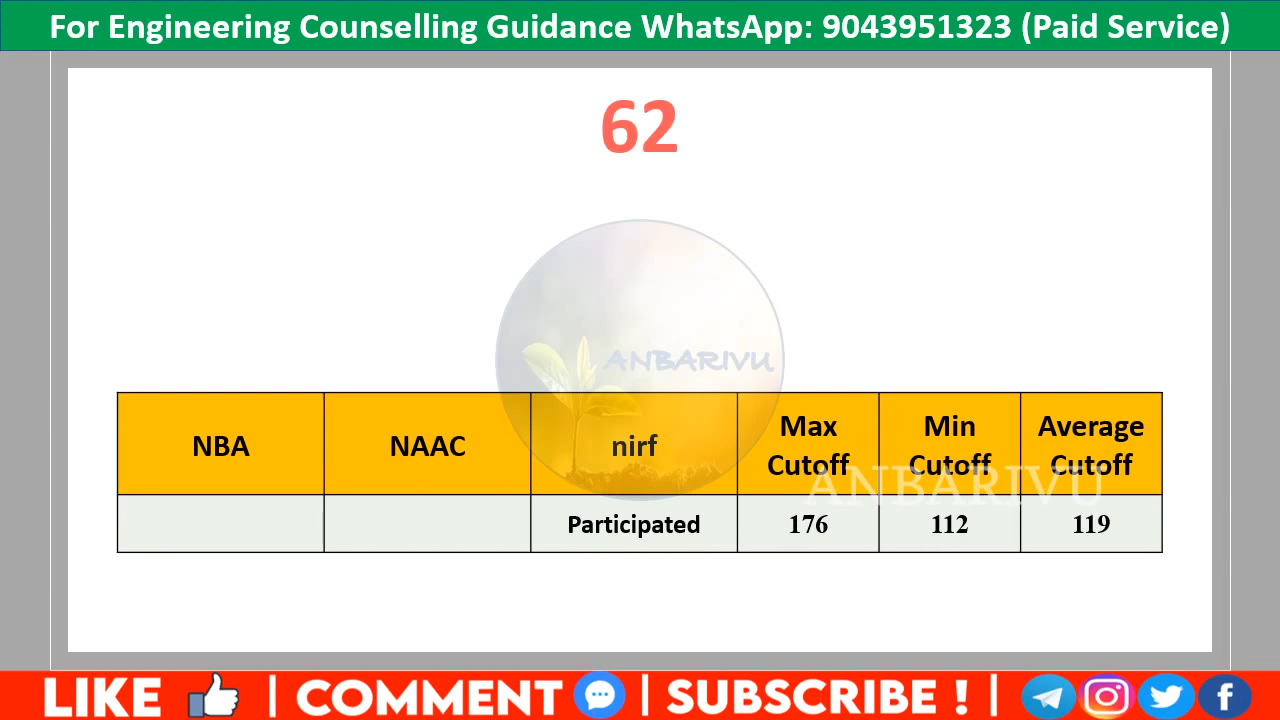 For Engineering Counselling Guidance WhatsApp: 9043951323 (Paid Service)
62
ANBARIVU
NBA NAAC nirf Max Cutoff Min Cutoff Average Cutoff
ANBARIVU
Participated 176 112 119
LIKE | COMMENT | SUBSCRIBE ! |